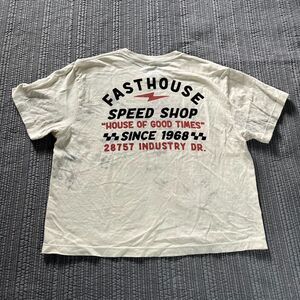 FASTHOUSE
SPEED SHOP
"HOUSE OF GOOD TIMES"
SINCE 1968
28757 INDUSTRY DR.